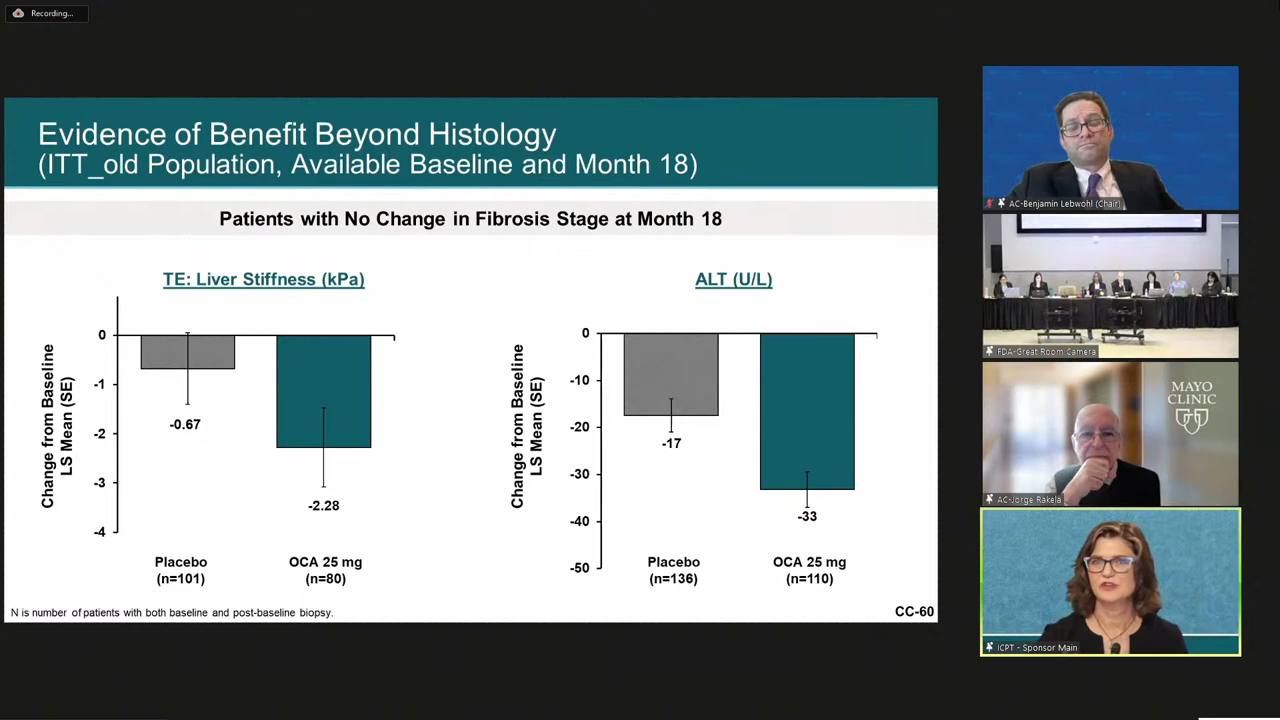 Recording...
Evidence of Benefit Beyond Histology
(ITT_old Population, Available Baseline and Month 18)
Patients with No Change in Fibrosis Stage at Month 18
TE: Liver Stiffness (kPa)
Change from Baseline
LS Mean (SE)
0
-1
-2
-3
-4
-0.67
-2.28
Placebo
(n=101)
OCA 25 mg
(n=80)
ALT (U/L)
Change from Baseline
LS Mean (SE)
0
-10
-20
-30
-40
-50
-17
-33
Placebo
(n=136)
OCA 25 mg
(n=110)
N is number of patients with both baseline and post-baseline biopsy.
CC-60
AC-Benjamin Lebwohl (Chair)
FDA-Great Room Camera
MAYO
CLINIC
AC-Jorge Rakela
ICPT - Sponsor Main